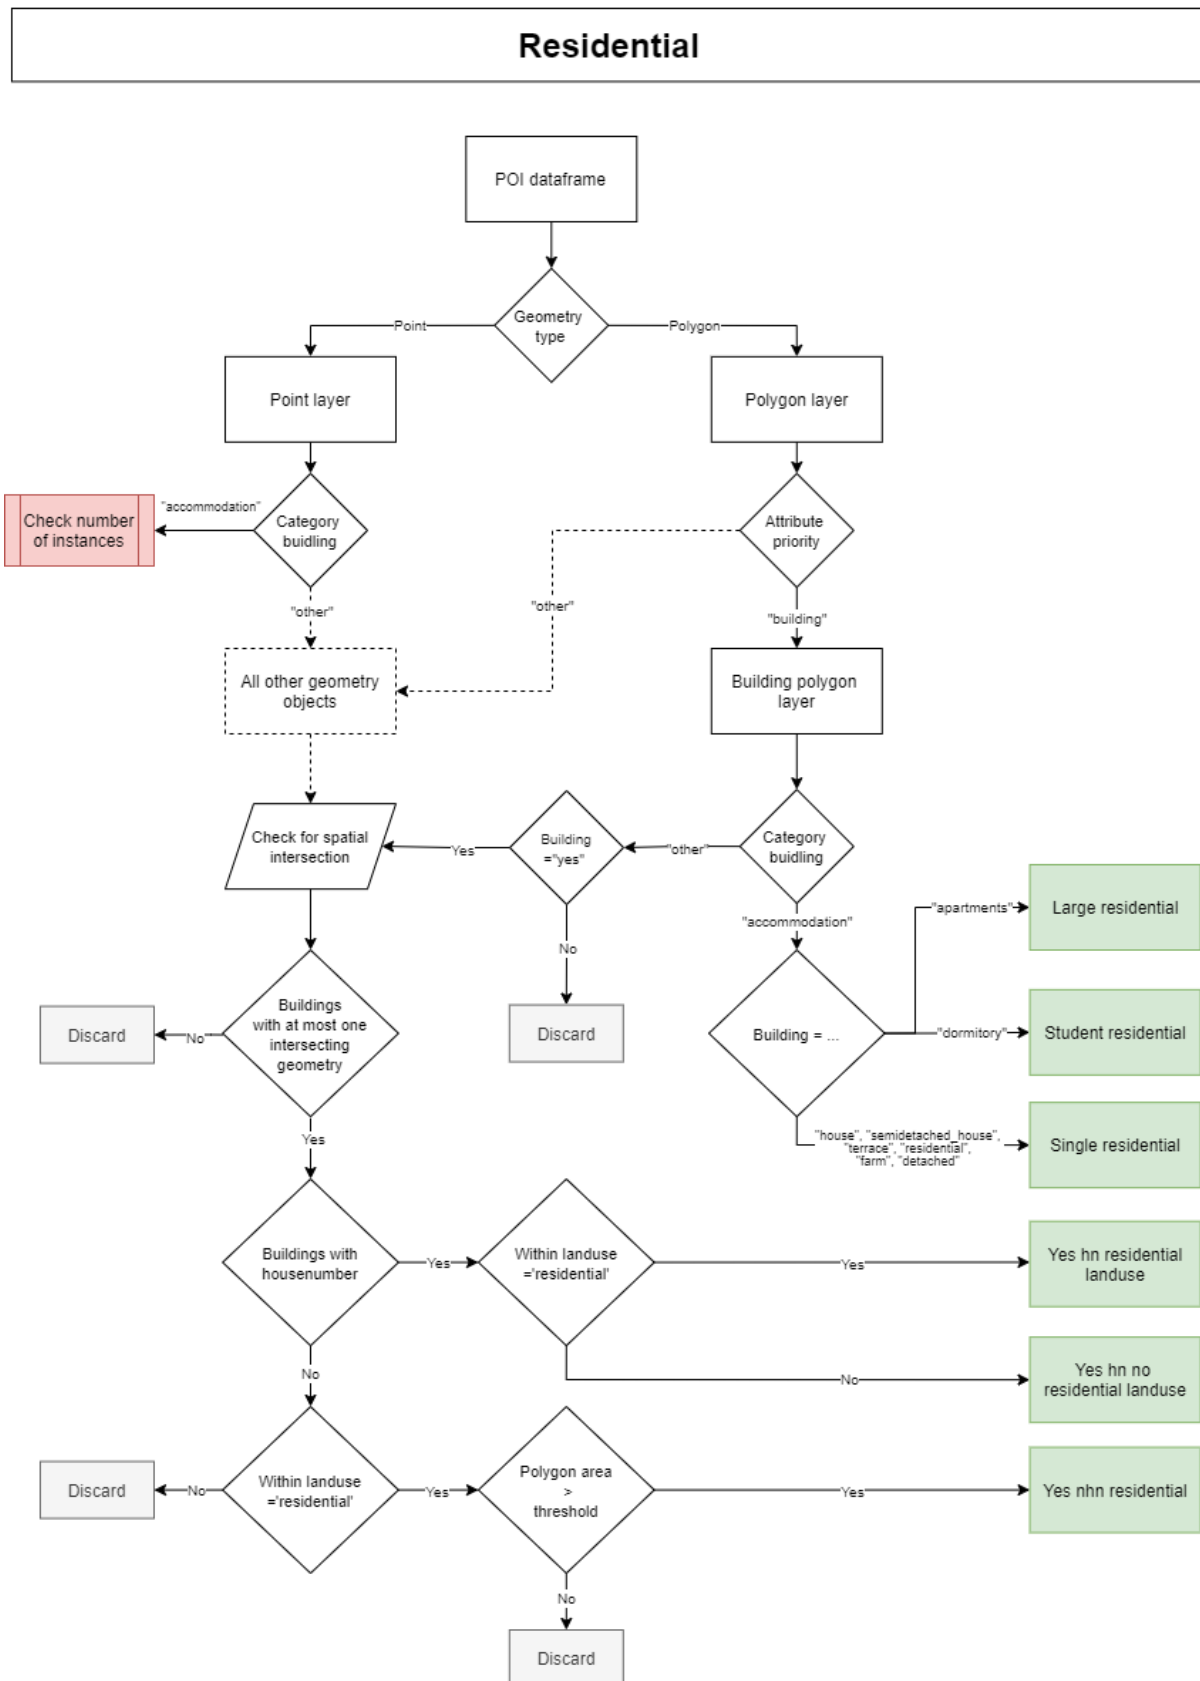 Residential
POI dataframe
Geometry
type
Point
Polygon
Point layer
Polygon layer
Check number
of instances
"accommodation"
Category
buidling
Attribute
priority
"other"
"other"
"building"
All other geometry
objects
Building polygon
layer
Check for spatial
intersection
Yes
Building
="yes"
"other"
Category
buidling
No
"accommodation"
"apartments"
Large residential
Discard
No
Buildings
with at most one
intersecting
geometry
Discard
Building = ...
"dormitory"
Student residential
Yes
"house", "semidetached_house",
"terrace", "residential",
"farm", "detached"
Single residential
Buildings with
housenumber
Yes
Within landuse
='residential'
Yes
Yes hn residential
landuse
No
No
Yes hn no
residential landuse
Discard
No
Within landuse
='residential'
Yes
Polygon area
>
threshold
Yes
Yes nhn residential
No
Discard